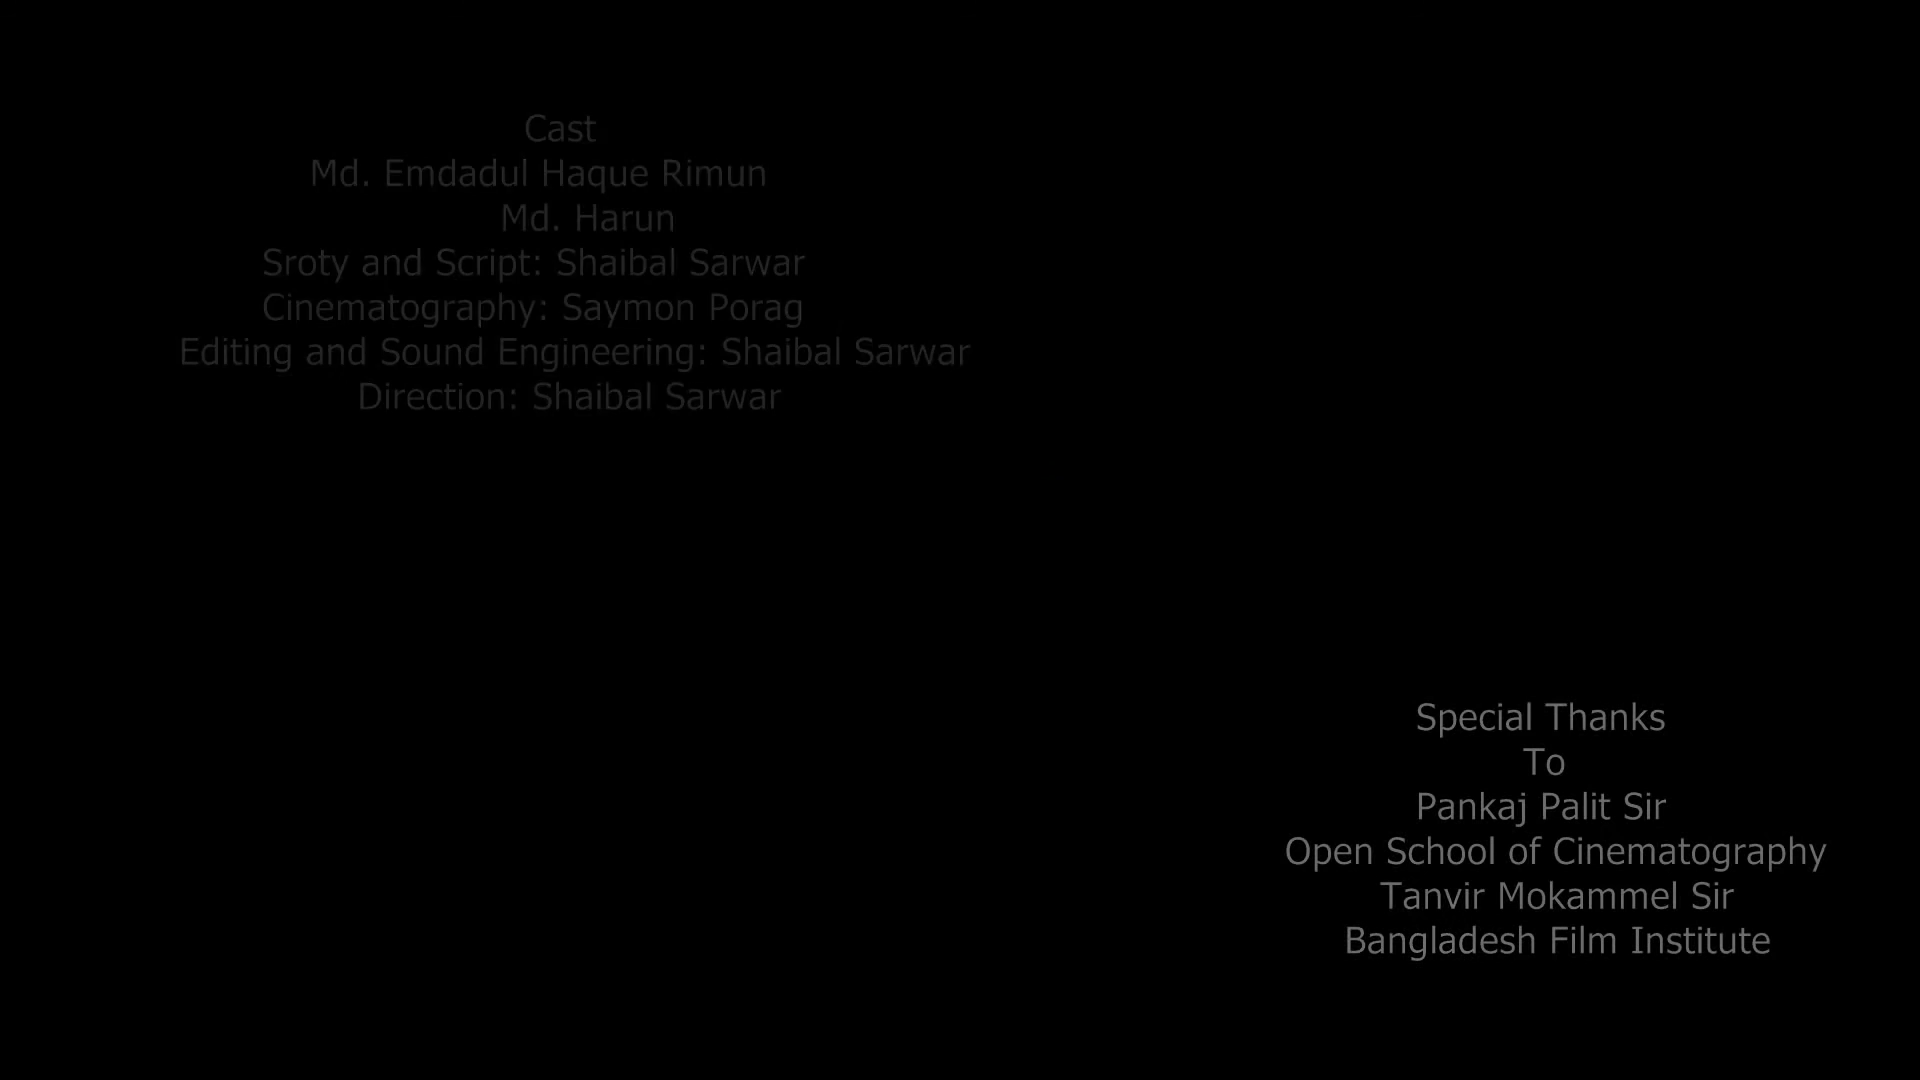 Cast
Md. Emdadul Haque Rimun
Md. Harun
Sroty and Script: Shaibal Sarwar
Cinematography: Saymon Porag
Editing and Sound Engineering: Shaibal Sarwar
Direction: Shaibal Sarwar
Special Thanks
To
Pankaj Palit Sir
Open School of Cinematography
Tanvir Mokammel Sir
Bangladesh Film Institute